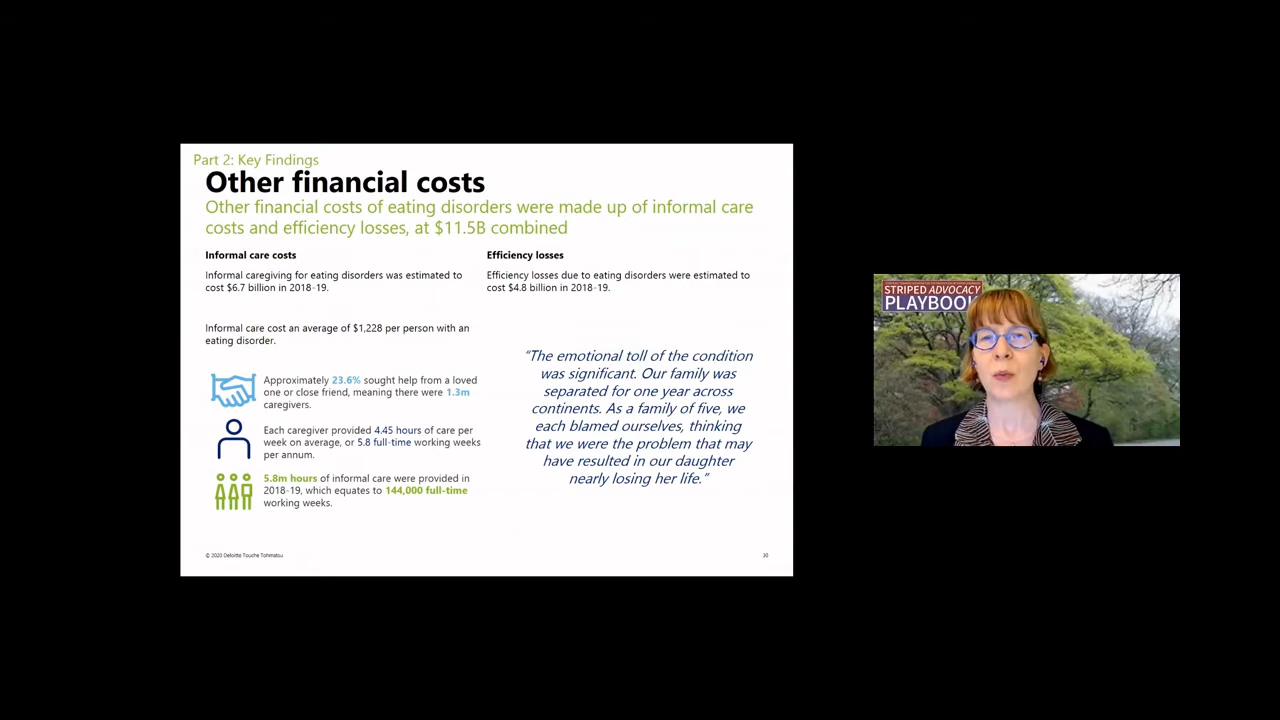 Part 2: Key Findings
Other financial costs
Other financial costs of eating disorders were made up of informal care
costs and efficiency losses, at $11.5B combined
Informal care costs
Informal caregiving for eating disorders was estimated to
cost $6.7 billion in 2018-19.
Informal care cost an average of $1,228 per person with an
eating disorder.
Approximately 23.6% sought help from a loved
one or close friend, meaning there were 1.3m
caregivers.
Each caregiver provided 4.45 hours of care per
week on average, or 5.8 full-time working weeks
per annum.
5.8m hours of informal care were provided in
2018-19, which equates to 144,000 full-time
working weeks.
Efficiency losses
Efficiency losses due to eating disorders were estimated to
cost $4.8 billion in 2018-19.
“The emotional toll of the condition
was significant. Our family was
separated for one year across
continents. As a family of five, we
each blamed ourselves, thinking
that we were the problem that may
have resulted in our daughter
nearly losing her life.”
© 2020 Deloitte Touche Tohmatsu
30
STRIPED ADVOCACY
PLAYBOOK